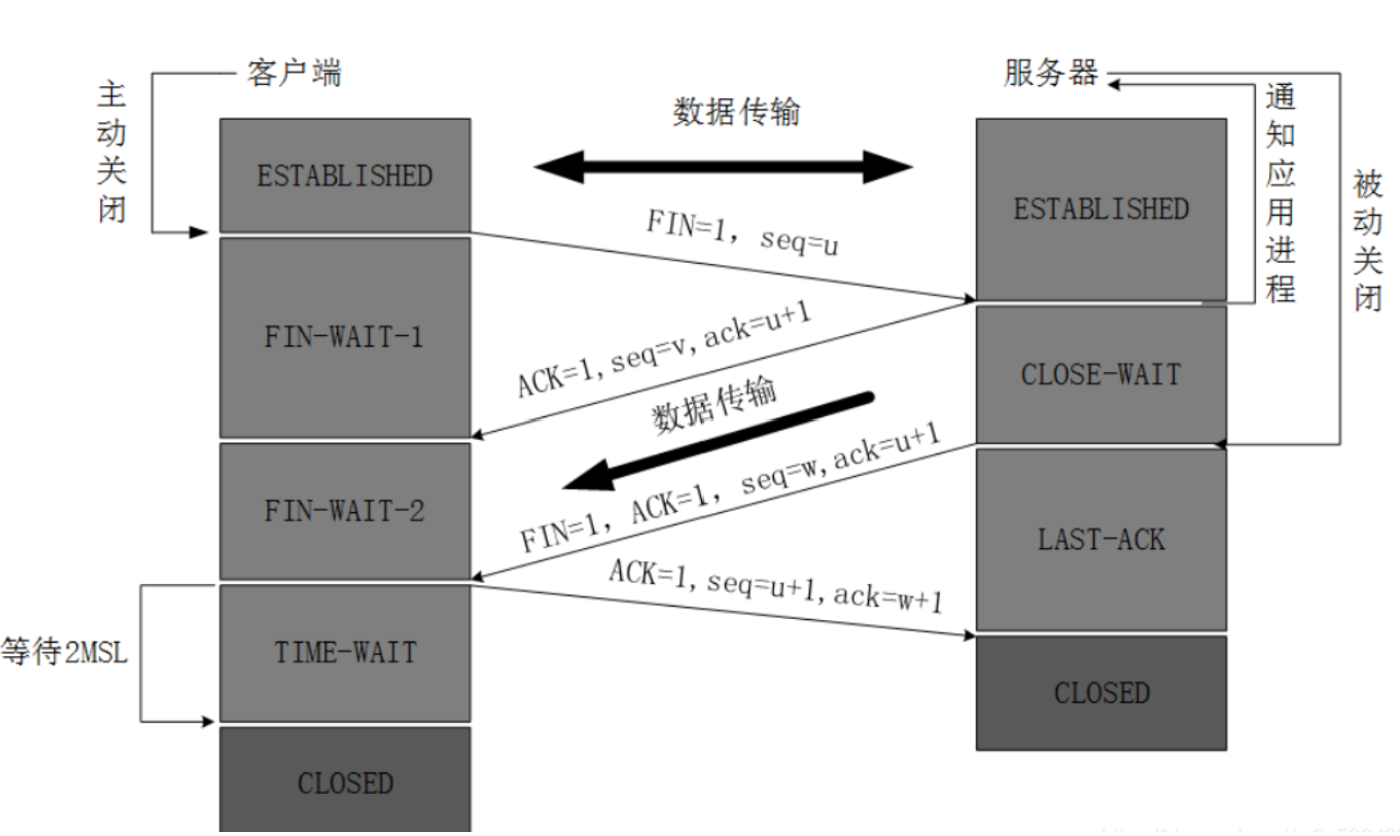 客户端
服务器
主动关闭
数据传输
通知应用进程
被动关闭
ESTABLISHED
ESTABLISHED
FIN=1, seq=u
FIN-WAIT-1
ACK=1,seq=v,ack=u+1
CLOSE-WAIT
数据传输
FIN=1, ACK=1, seq=w,ack=u+1
FIN-WAIT-2
LAST-ACK
ACK=1,seq=u+1,ack=w+1
等待2MSL
TIME-WAIT
CLOSED
CLOSED